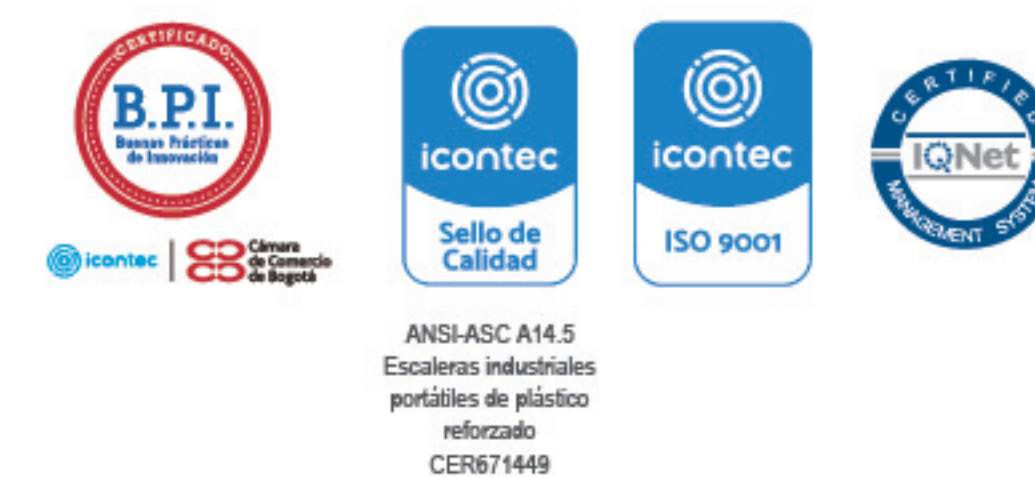 CERTIFICADO
B.P.I.
Buenas Prácticas
de Innovación
icontec
Cámara
de Comercio
de Bogotá
icontec
Sello de
Calidad
ANSI-ASC A14.5
Escaleras industriales
portátiles de plástico
reforzado
CER671449
icontec
ISO 9001
CERTIFIED
IQNet
MANAGEMENT SYSTEM